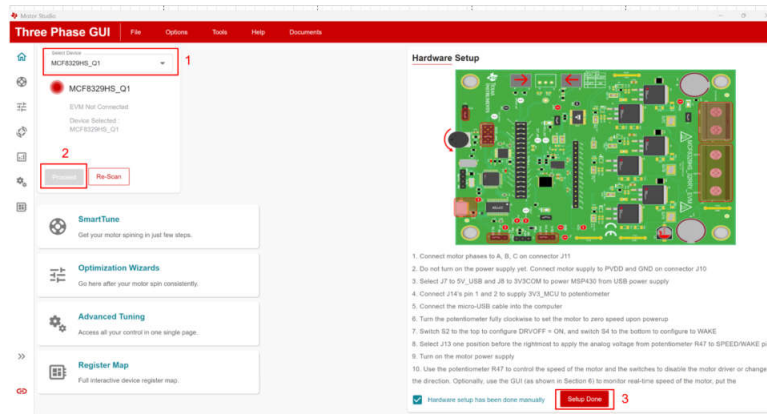 Motor Studio
Three Phase GUI File Options Tools Help Documents
Select Device
MCF8329HS_Q1
1
MCF8329HS_Q1
EVM Not Connected
Device Selected :
MCF8329HS_Q1
2
Proceed Re-Scan
SmartTune
Get your motor spinning in just few steps.
Optimization Wizards
Go here after your motor spin consistently.
Advanced Tuning
Access all your control in one single page.
Register Map
Full interactive device register map.
Hardware Setup
TEXAS INSTRUMENTS
1. Connect motor phases to A, B, C on connector J11
2. Do not turn on the power supply yet. Connect motor supply to PVDD and GND on connector J10
3. Select J7 to 5V_USB and J8 to 3V3COM to power MSP430 from USB power supply
4. Connect J14's pin 1 and 2 to supply 3V3_MCU to potentiometer
5. Connect the micro-USB cable into the computer
6. Turn the potentiometer fully clockwise to set the motor to zero speed upon powerup
7. Switch S2 to the top to configure DRVOFF = ON, and switch S4 to the bottom to configure to WAKE
8. Select J13 one position before the rightmost to apply the analog voltage from potentiometer R47 to SPEED/WAKE pi
9. Turn on the motor power supply
10. Use the potentiometer R47 to control the speed of the motor and the switches to disable the motor driver or change
the direction. Optionally, use the GUI (as shown in Section 6) to monitor real-time speed of the motor, put the
Hardware setup has been done manually Setup Done 3